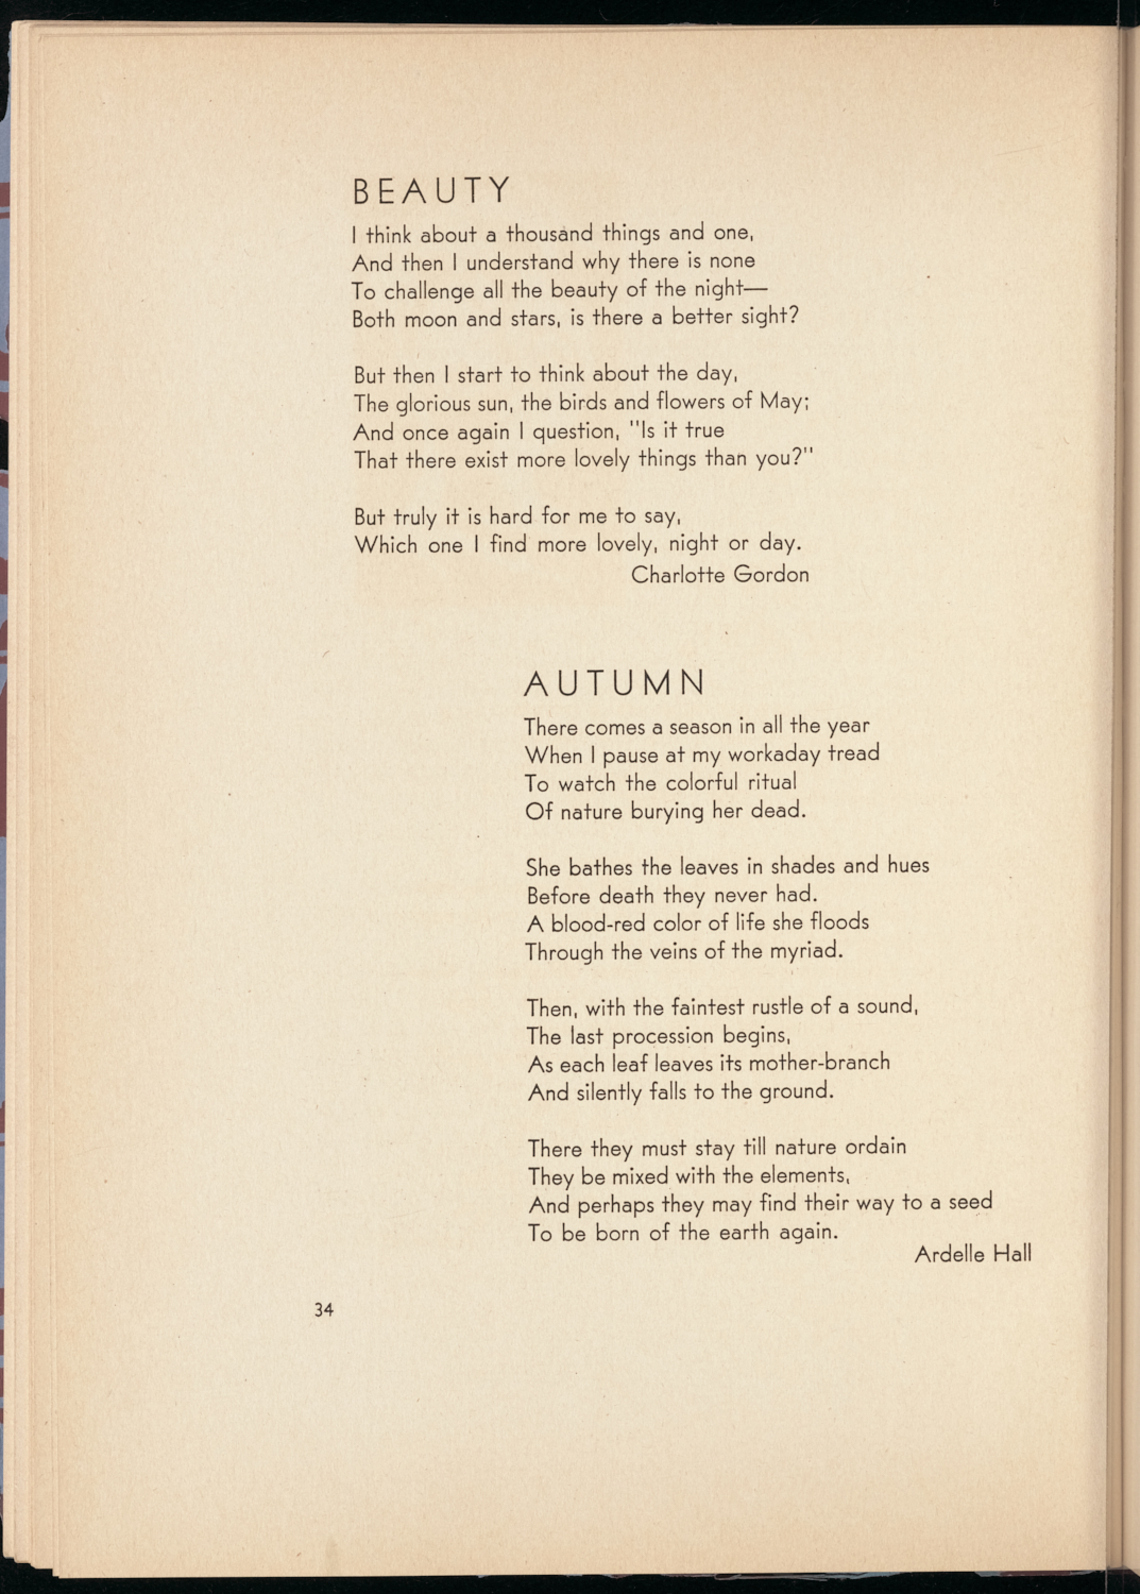 BEAUTY
I think about a thousand things and one,
And then I understand why there is none
To challenge all the beauty of the night—
Both moon and stars, is there a better sight?
But then I start to think about the day,
The glorious sun, the birds and flowers of May;
And once again I question, "Is it true
That there exist more lovely things than you?"
But truly it is hard for me to say,
Which one I find more lovely, night or day.
Charlotte Gordon
AUTUMN
There comes a season in all the year
When I pause at my workaday tread
To watch the colorful ritual
Of nature burying her dead.
She bathes the leaves in shades and hues
Before death they never had.
A blood-red color of life she floods
Through the veins of the myriad.
Then, with the faintest rustle of a sound,
The last procession begins,
As each leaf leaves its mother-branch
And silently falls to the ground.
There they must stay till nature ordain
They be mixed with the elements,
And perhaps they may find their way to a seed
To be born of the earth again.
Ardelle Hall
34